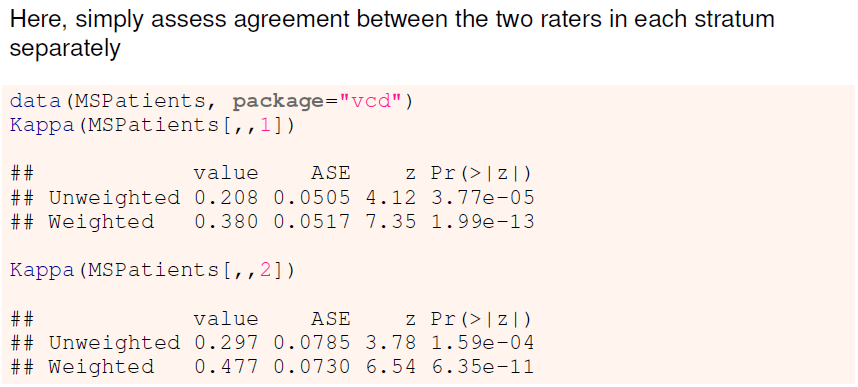 Here, simply assess agreement between the two raters in each stratum
separately
data(MSPatients, package="vcd")
Kappa(MSPatients[,,1])
##            value    ASE    z Pr(>|z|)
## Unweighted 0.208 0.0505 4.12 3.77e-05
## Weighted   0.380 0.0517 7.35 1.99e-13
Kappa(MSPatients[,,2])
##            value    ASE    z Pr(>|z|)
## Unweighted 0.297 0.0785 3.78 1.59e-04
## Weighted   0.477 0.0730 6.54 6.35e-11